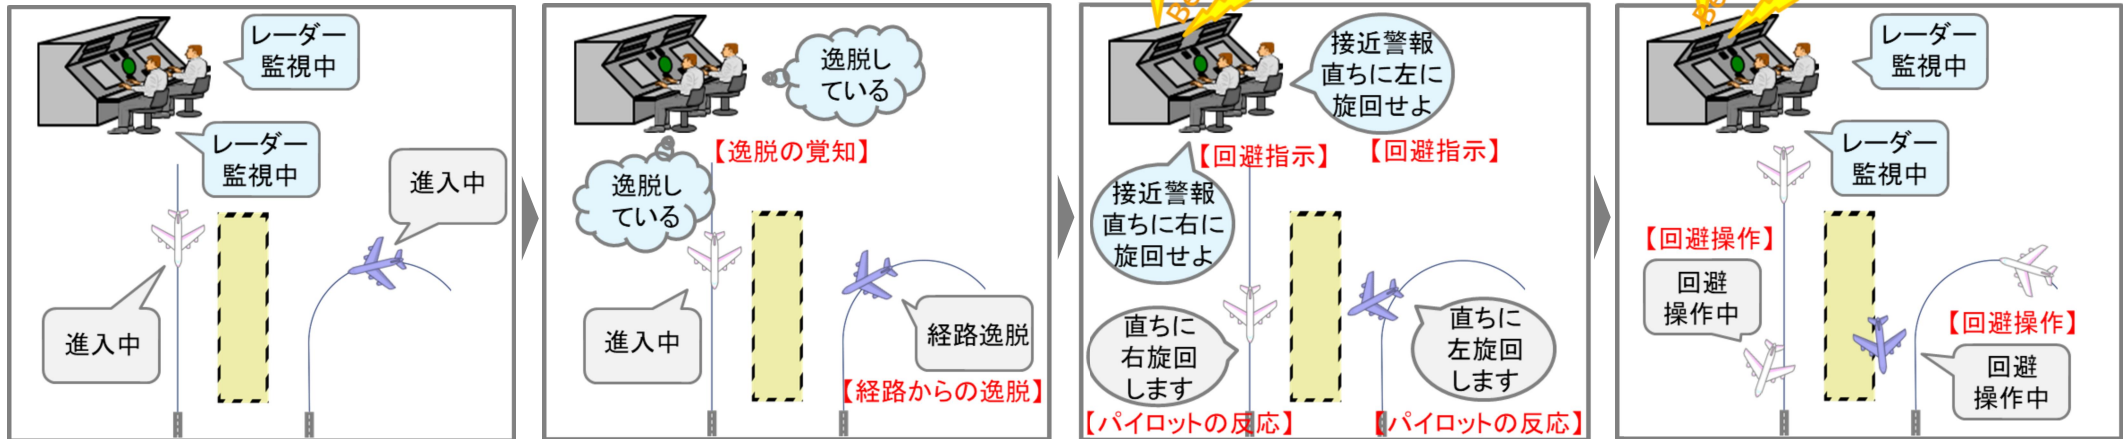 レーダー
監視中
レーダー
監視中
進入中
進入中
逸脱し
ている
【逸脱の覚知】
逸脱し
ている
進入中
経路逸脱
【経路からの逸脱】
接近警報
直ちに左に
旋回せよ
【回避指示】
【回避指示】
接近警報
直ちに右に
旋回せよ
直ちに
右旋回
します
直ちに
左旋回
します
【パイロットの反応】
【パイロットの反応】
レーダー
監視中
レーダー
監視中
【回避操作】
回避
操作中
【回避操作】
回避
操作中